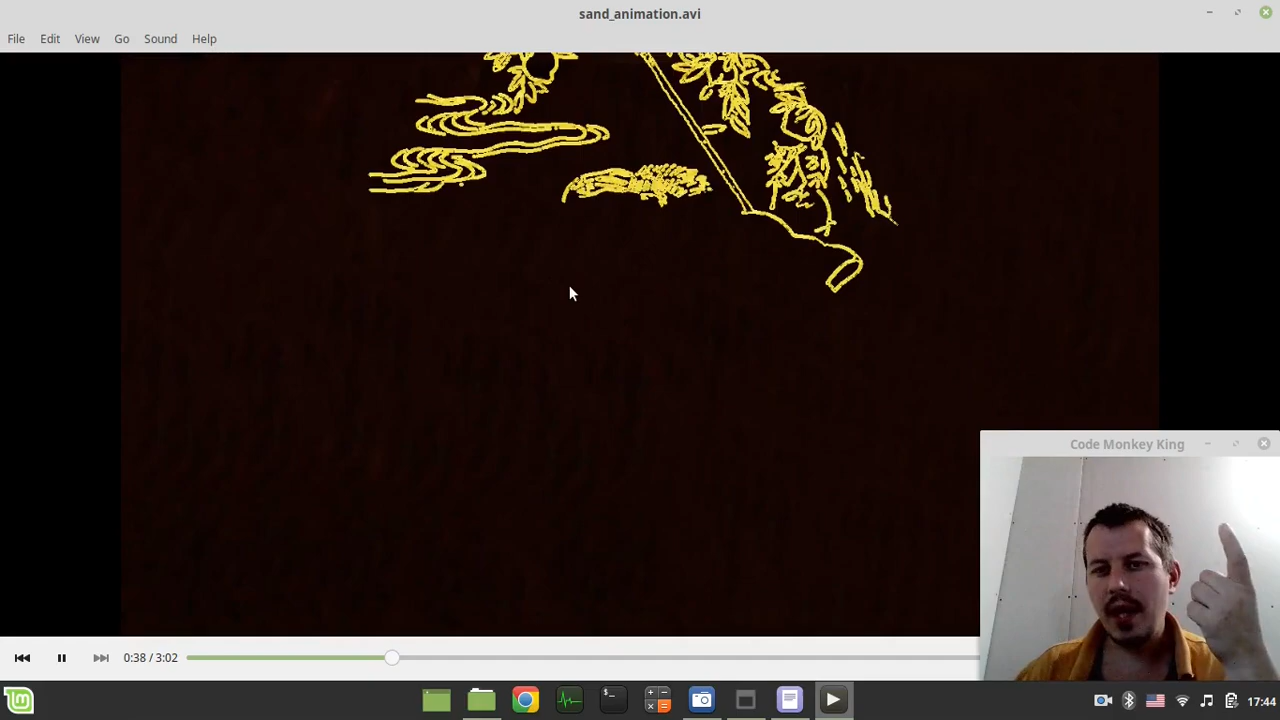 sand_animation.avi
File Edit View Go Sound Help
Code Monkey King
0:38 / 3:02
$_
17:44